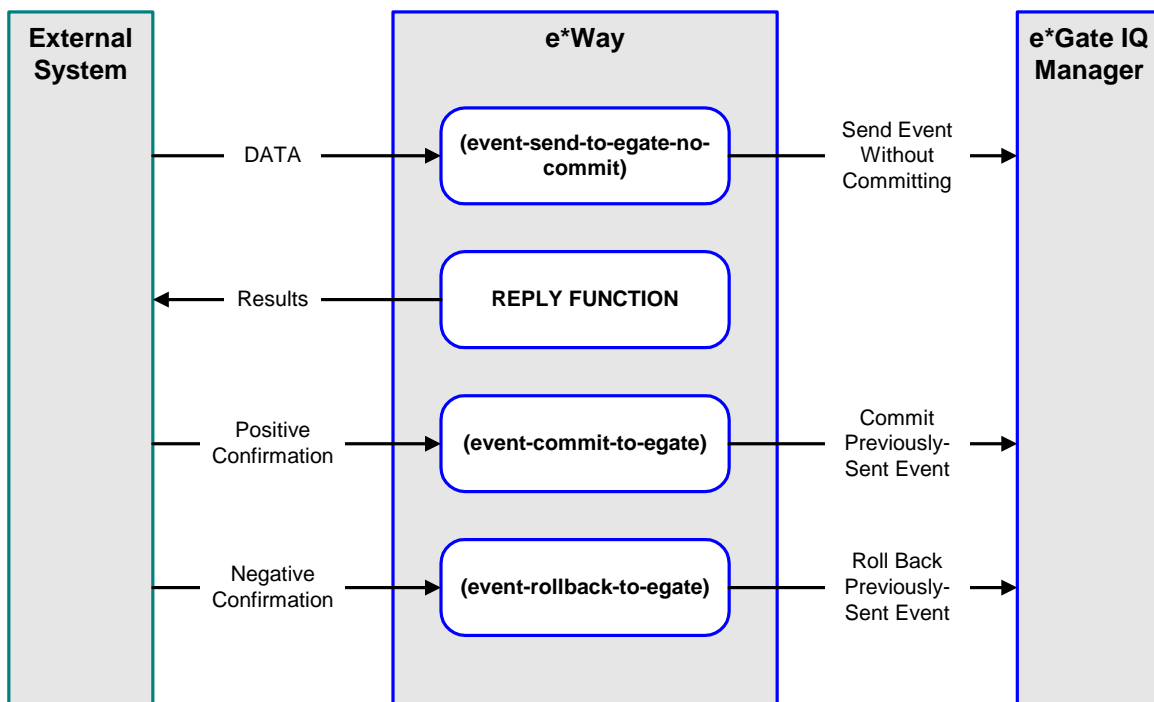 External
System
e*Way
e*Gate IQ
Manager
DATA
(event-send-to-egate-no-
commit)
Send Event
Without
Committing
Results
REPLY FUNCTION
Positive
Confirmation
(event-commit-to-egate)
Commit
Previously-
Sent Event
Negative
Confirmation
(event-rollback-to-egate)
Roll Back
Previously-
Sent Event